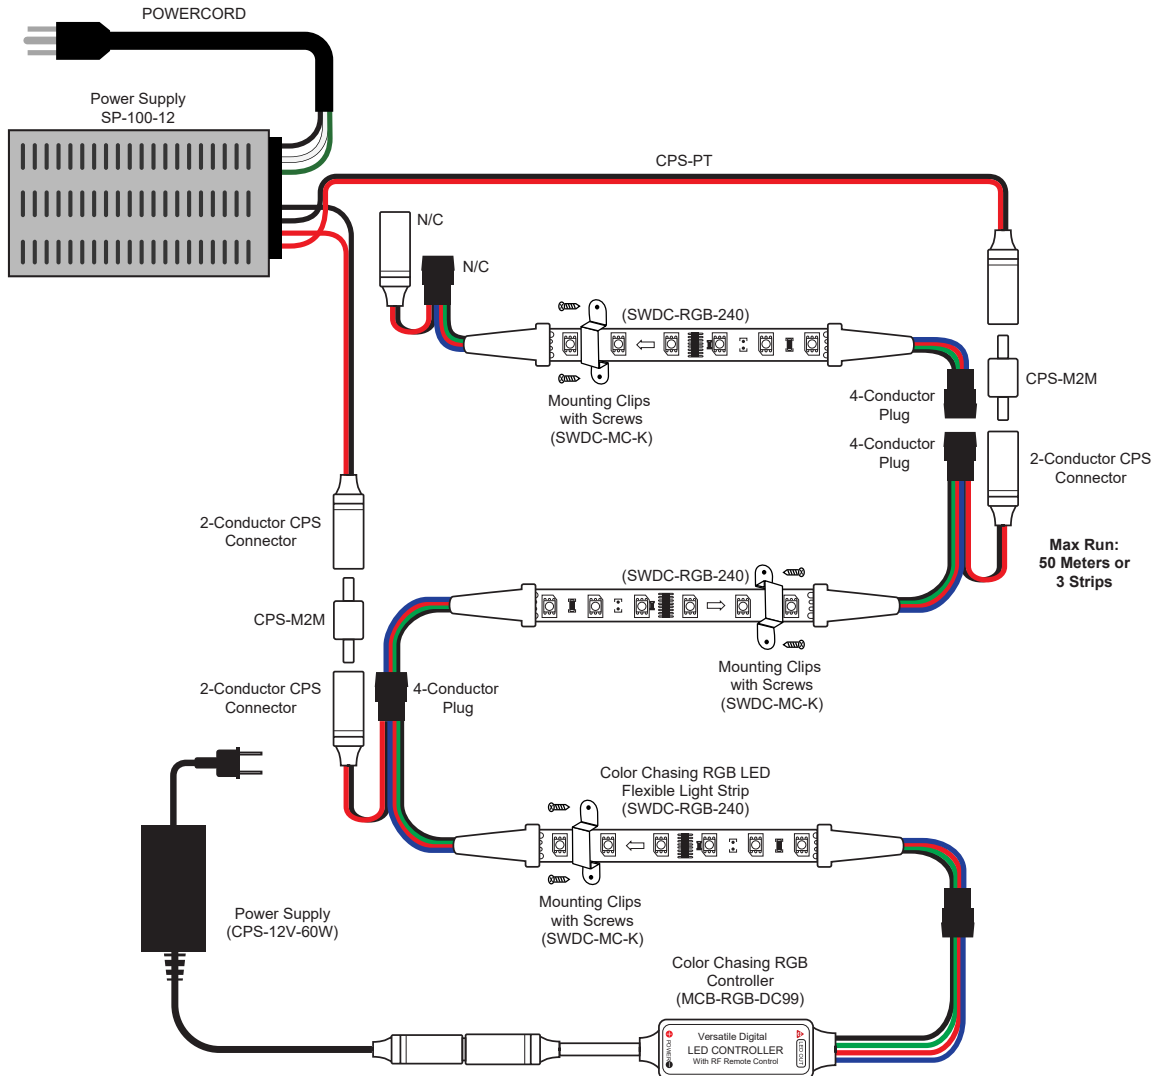 POWERCORD
Power Supply
SP-100-12
CPS-PT
N/C
N/C
(SWDC-RGB-240)
Mounting Clips
with Screws
(SWDC-MC-K)
4-Conductor
Plug
CPS-M2M
4-Conductor
Plug
2-Conductor CPS
Connector
Max Run:
50 Meters or
3 Strips
2-Conductor CPS
Connector
(SWDC-RGB-240)
CPS-M2M
Mounting Clips
with Screws
(SWDC-MC-K)
2-Conductor CPS
Connector
4-Conductor
Plug
Color Chasing RGB LED
Flexible Light Strip
(SWDC-RGB-240)
Mounting Clips
with Screws
(SWDC-MC-K)
Power Supply
(CPS-12V-60W)
Color Chasing RGB
Controller
(MCB-RGB-DC99)
POWER
Versatile Digital
LED CONTROLLER
With RF Remote Control
LED OUT